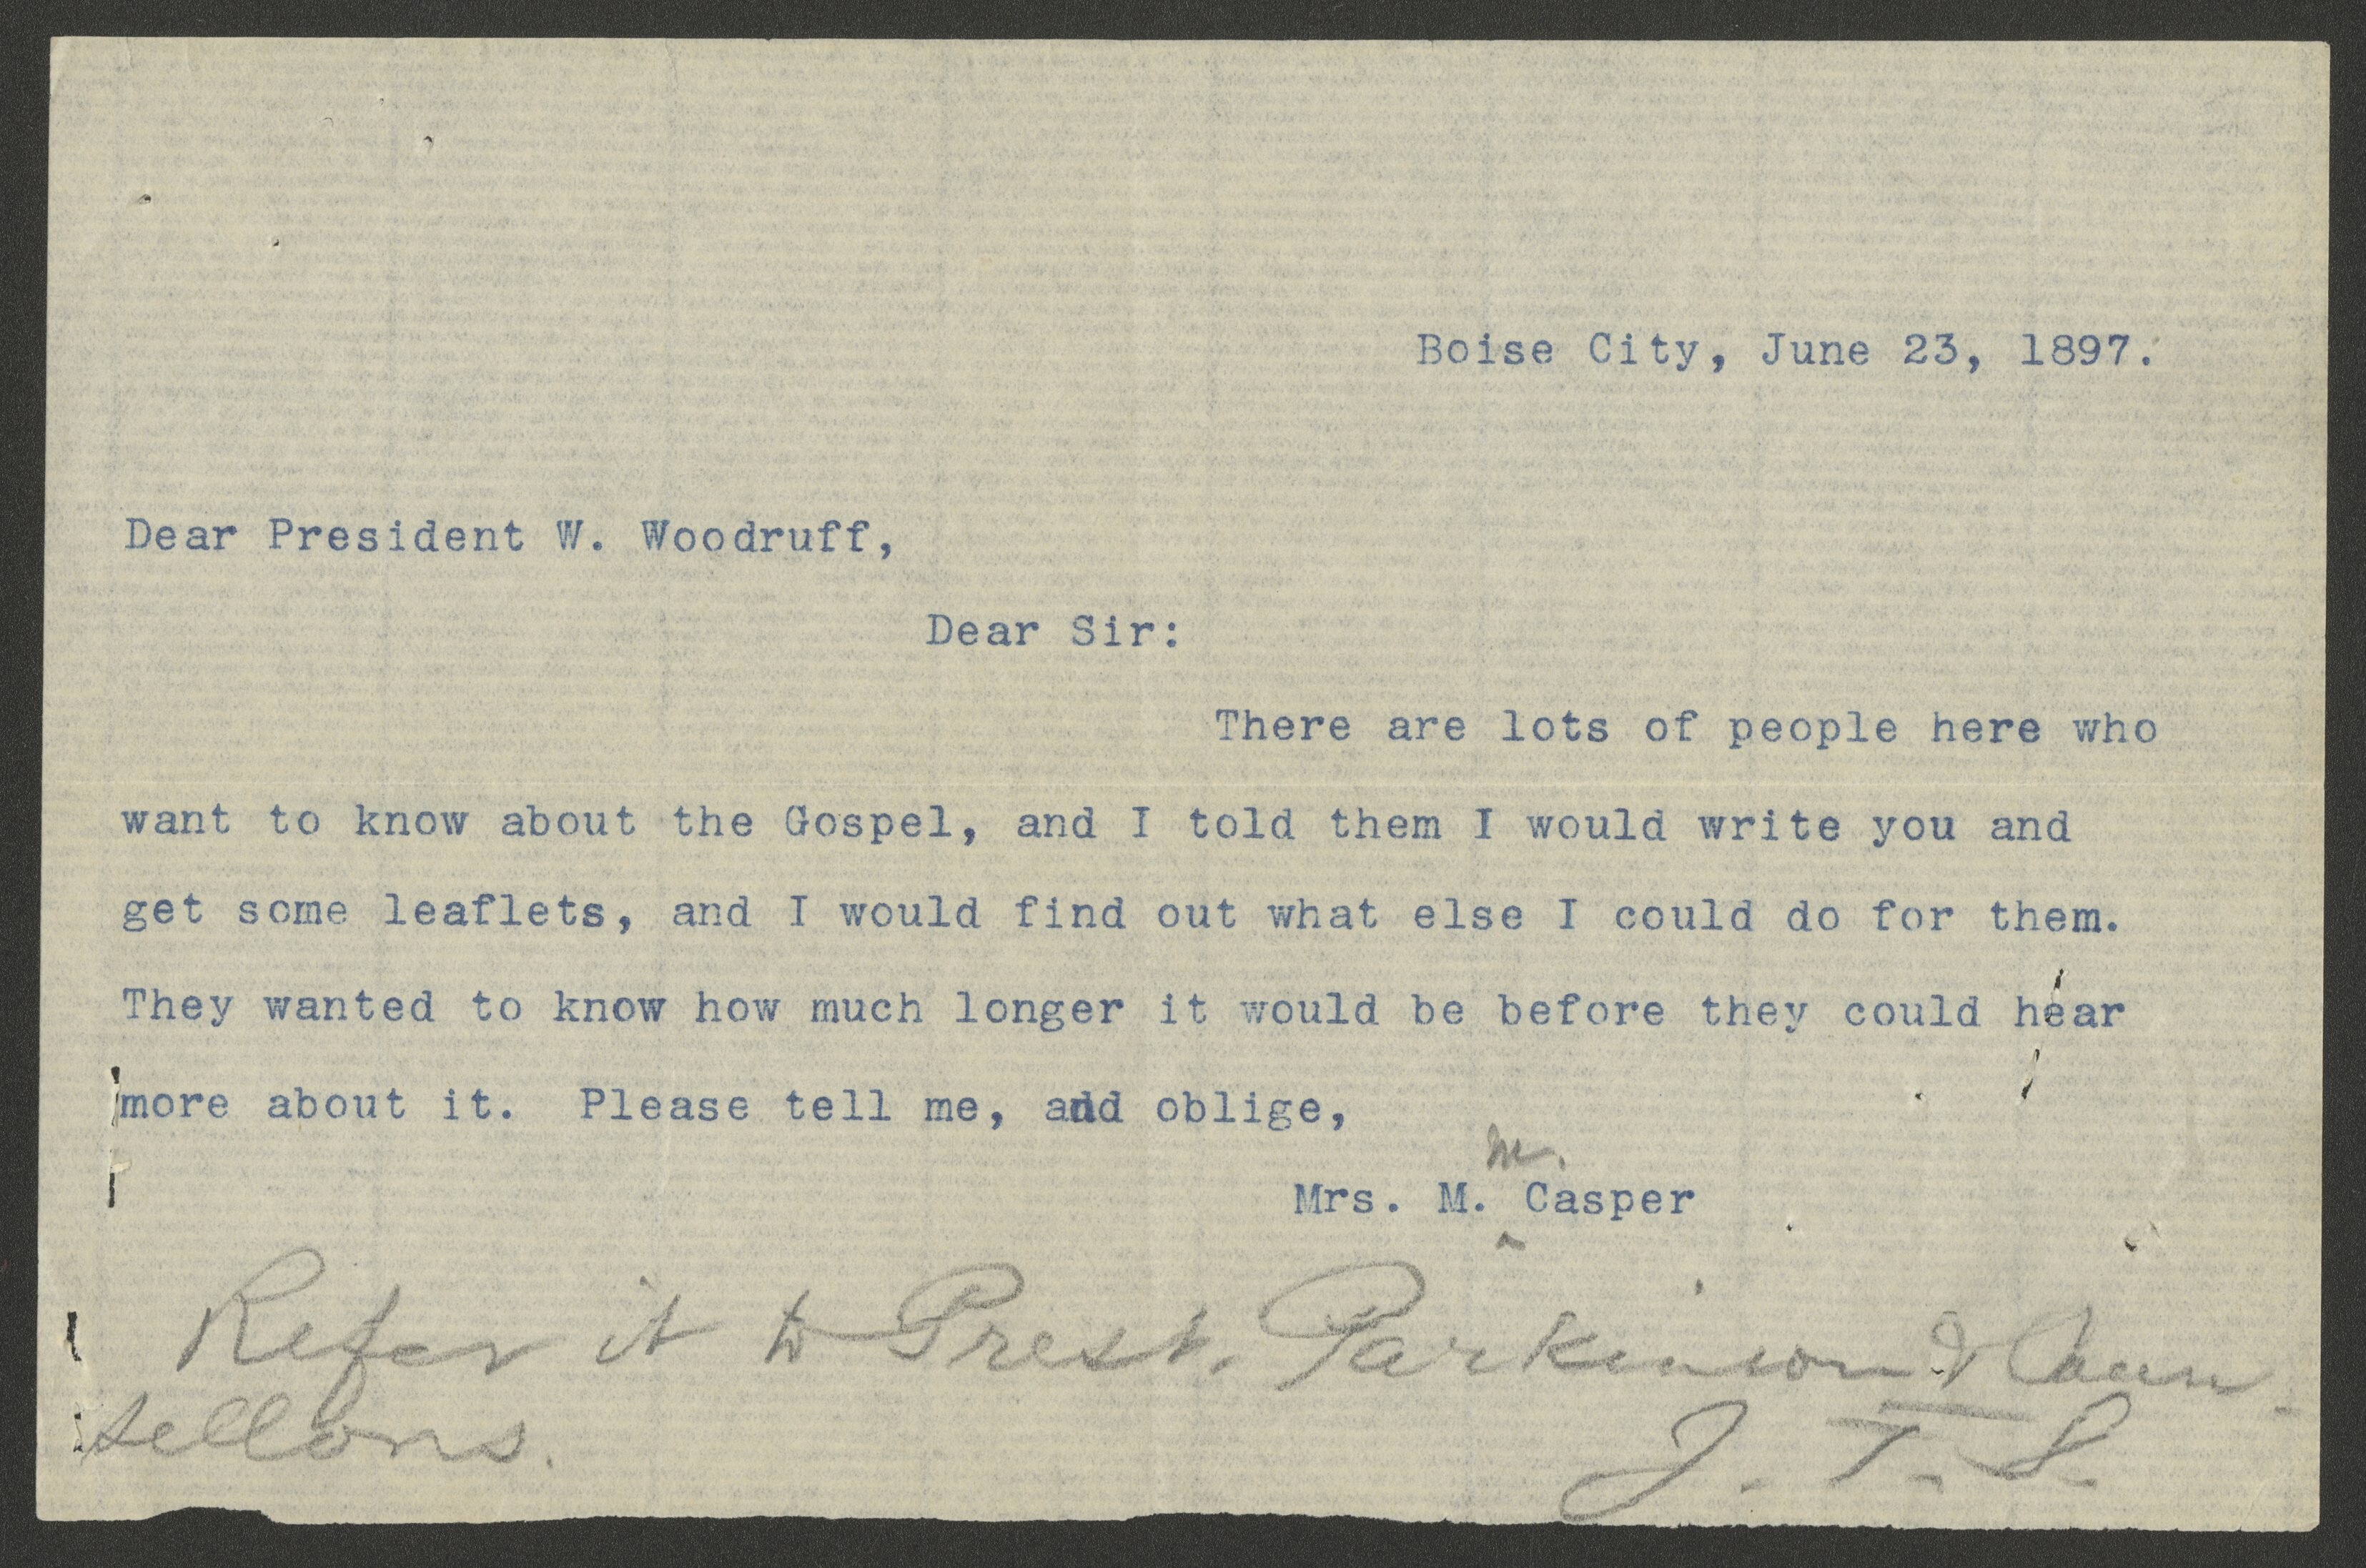 Boise City, June 23, 1897.
Dear President W. Woodruff,
Dear Sir:
There are lots of people here who
want to know about the Gospel, and I told them I would write you and
get some leaflets, and I would find out what else I could do for them.
They wanted to know how much longer it would be before they could hear
more about it. Please tell me, and oblige,
Mrs. M. M. Casper
Refer it to Prest. Parkinson & Coun-
sellors.
J. F. S.